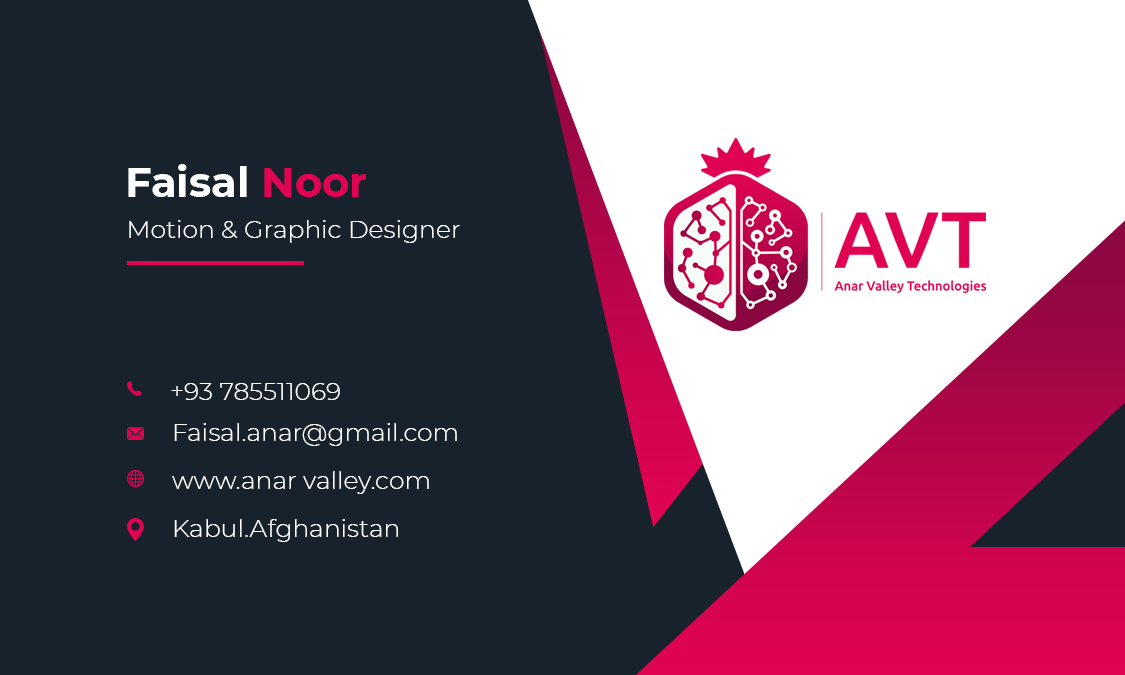 Faisal Noor
Motion & Graphic Designer
+93 785511069
Faisal.anar@gmail.com
www.anar valley.com
Kabul.Afghanistan
AVT
Anar Valley Technologies